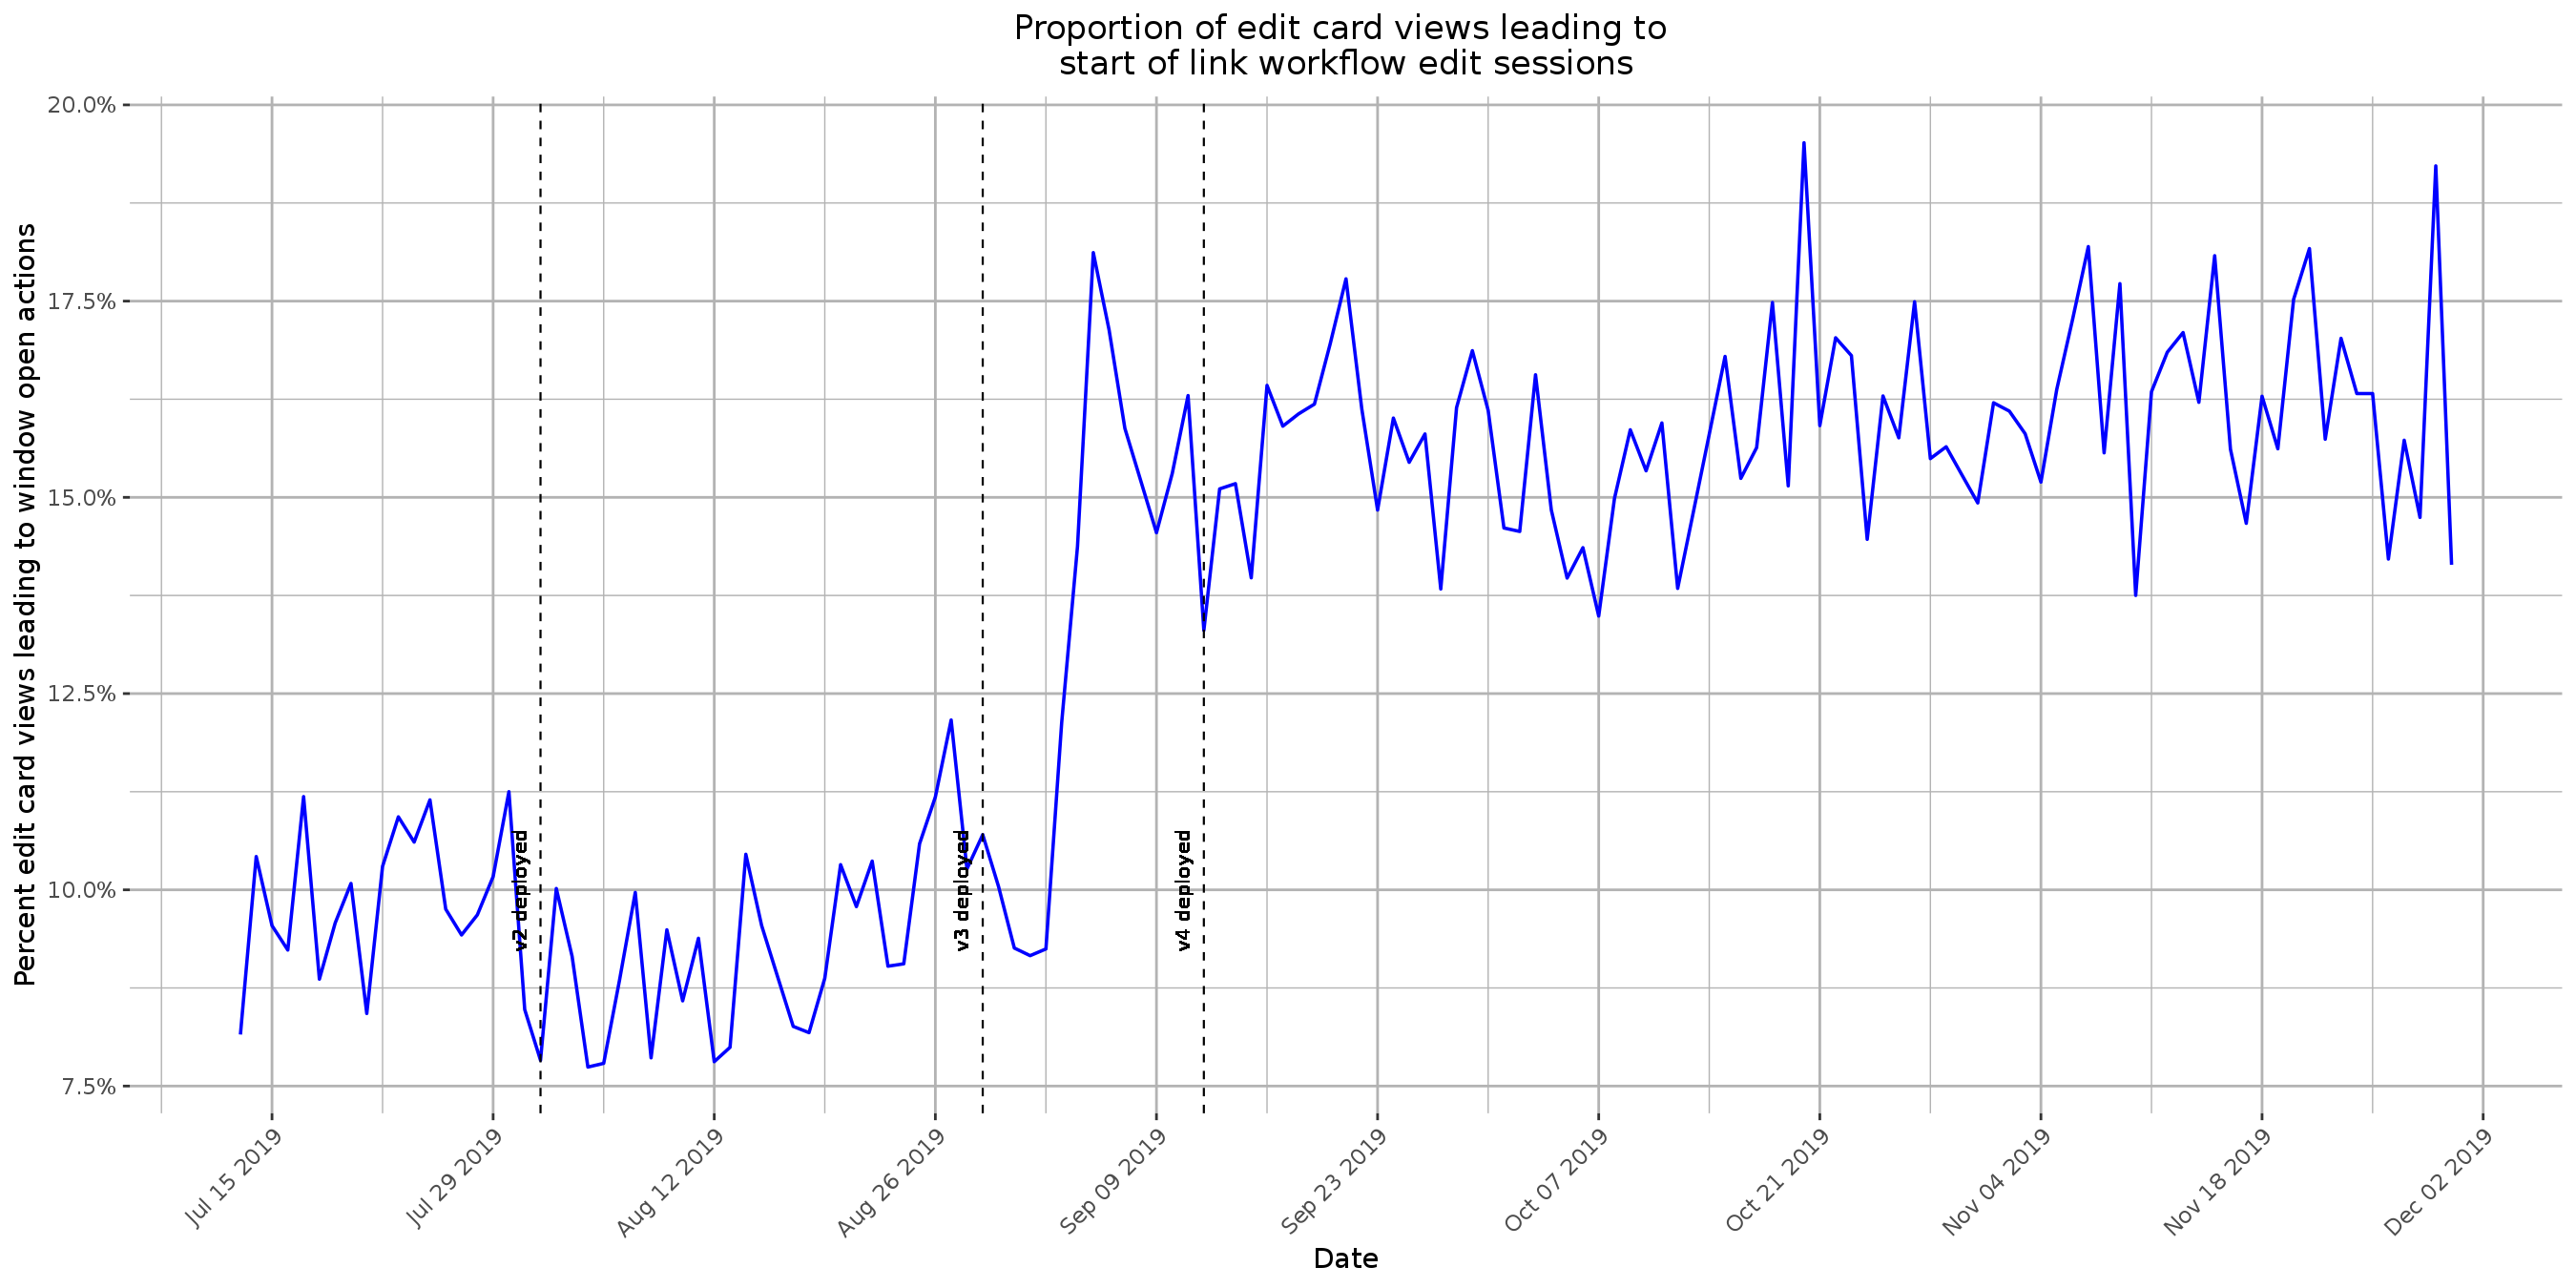 Proportion of edit card views leading to
start of link workflow edit sessions
Percent edit card views leading to window open actions
20.0%
17.5%
15.0%
12.5%
10.0%
7.5%
v2 deployed
v3 deployed
v4 deployed
Jul 15 2019
Jul 29 2019
Aug 12 2019
Aug 26 2019
Sep 09 2019
Sep 23 2019
Oct 07 2019
Oct 21 2019
Nov 04 2019
Nov 18 2019
Dec 02 2019
Date